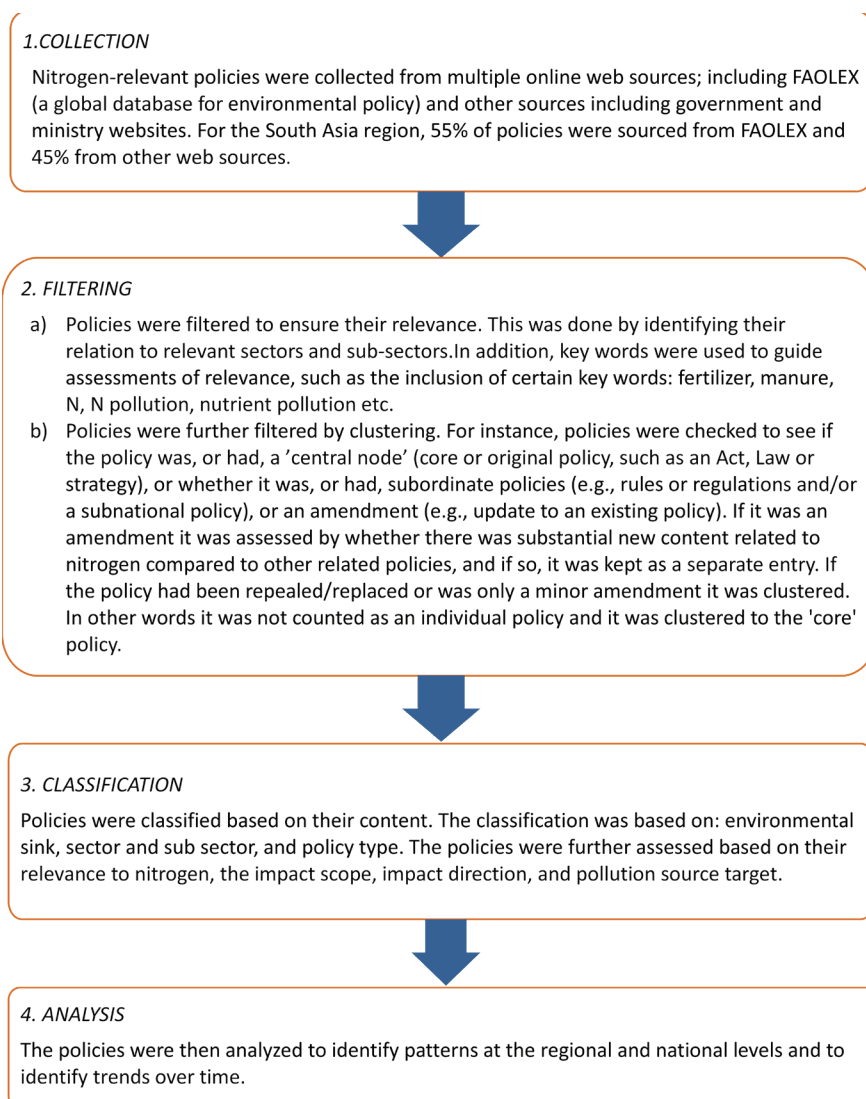 1.COLLECTION
Nitrogen-relevant policies were collected from multiple online web sources; including FAOLEX
(a global database for environmental policy) and other sources including government and
ministry websites. For the South Asia region, 55% of policies were sourced from FAOLEX and
45% from other web sources.
2. FILTERING
a) Policies were filtered to ensure their relevance. This was done by identifying their
relation to relevant sectors and sub-sectors.In addition, key words were used to guide
assessments of relevance, such as the inclusion of certain key words: fertilizer, manure,
N, N pollution, nutrient pollution etc.
b) Policies were further filtered by clustering. For instance, policies were checked to see if
the policy was, or had, a ’central node’ (core or original policy, such as an Act, Law or
strategy), or whether it was, or had, subordinate policies (e.g., rules or regulations and/or
a subnational policy), or an amendment (e.g., update to an existing policy). If it was an
amendment it was assessed by whether there was substantial new content related to
nitrogen compared to other related policies, and if so, it was kept as a separate entry. If
the policy had been repealed/replaced or was only a minor amendment it was clustered.
In other words it was not counted as an individual policy and it was clustered to the 'core'
policy.
3. CLASSIFICATION
Policies were classified based on their content. The classification was based on: environmental
sink, sector and sub sector, and policy type. The policies were further assessed based on their
relevance to nitrogen, the impact scope, impact direction, and pollution source target.
4. ANALYSIS
The policies were then analyzed to identify patterns at the regional and national levels and to
identify trends over time.